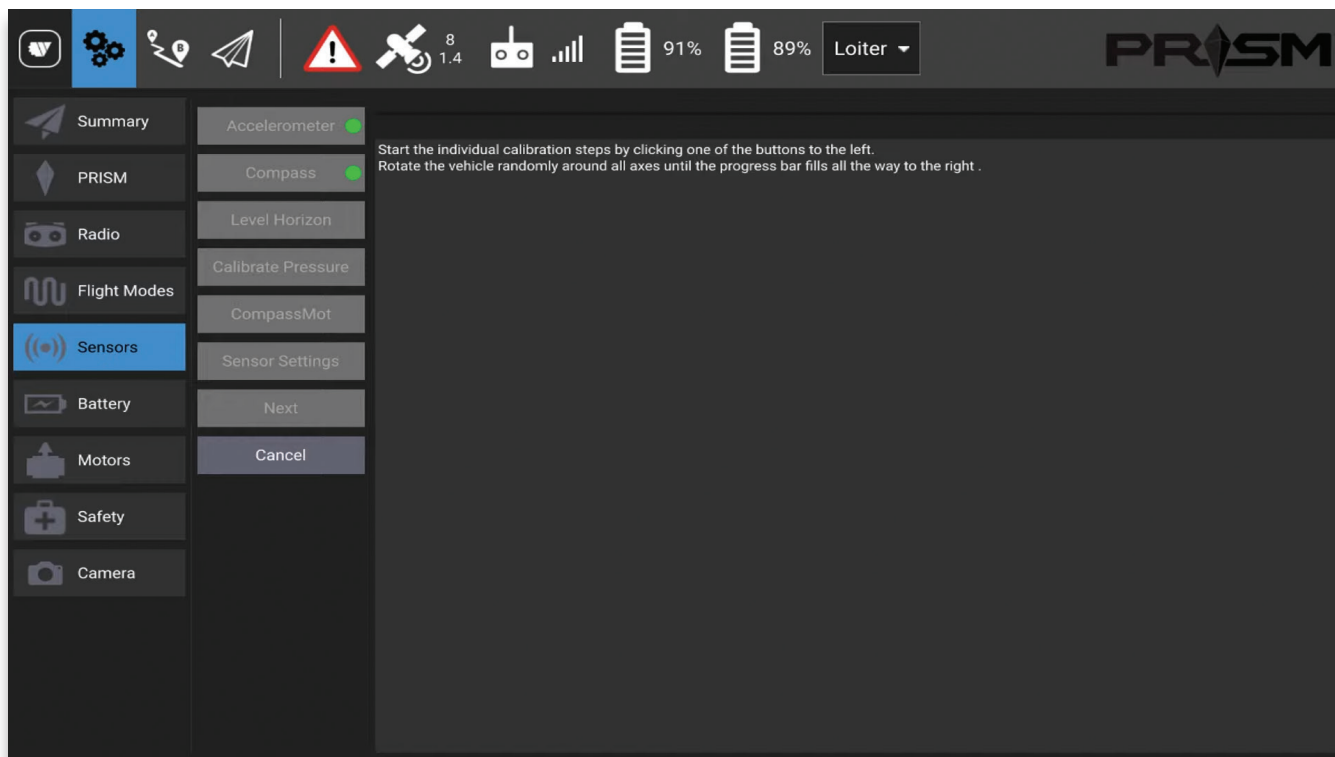 8
1.4
91%
89%
Loiter
PRISM
Summary
PRISM
Radio
Flight Modes
Sensors
Battery
Motors
Safety
Camera
Accelerometer
Compass
Level Horizon
Calibrate Pressure
CompassMot
Sensor Settings
Next
Cancel
Start the individual calibration steps by clicking one of the buttons to the left.
Rotate the vehicle randomly around all axes until the progress bar fills all the way to the right .